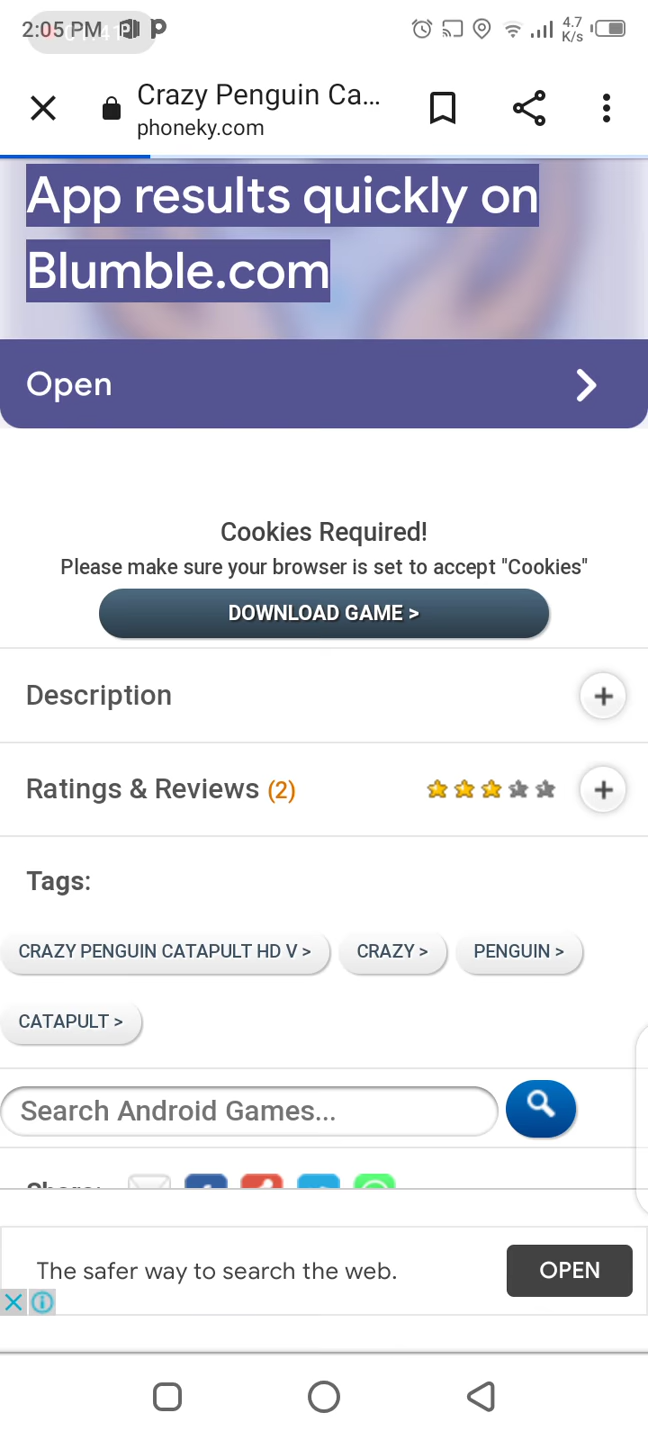 2:05 PM
4.7
K/s
Crazy Penguin Ca...
phoneky.com
App results quickly on
Blumble.com
Open
Cookies Required!
Please make sure your browser is set to accept "Cookies"
DOWNLOAD GAME >
Description
Ratings & Reviews (2)
Tags:
CRAZY PENGUIN CATAPULT HD V >
CRAZY >
PENGUIN >
CATAPULT >
Search Android Games...
The safer way to search the web.
OPEN